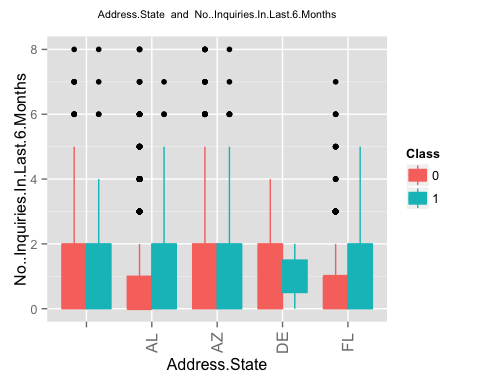 Address.State and No..Inquiries.In.Last.6.Months
No..Inquiries.In.Last.6.Months
8
6
4
2
0
AL
AZ
DE
FL
Address.State
Class
0
1